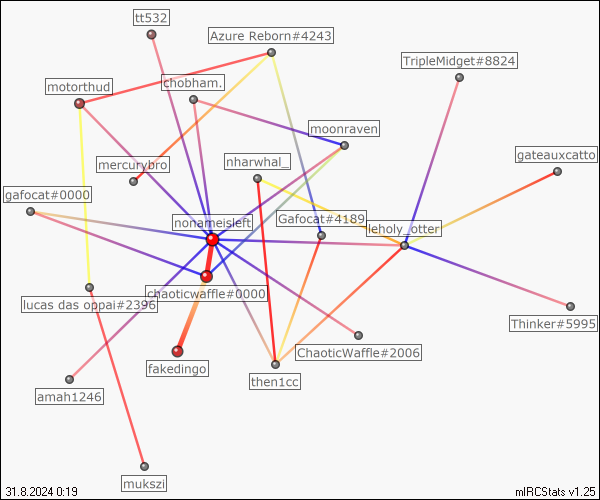 tt532
Azure Reborn#4243
TripleMidget#8824
motorthud
chobham.
moonraven
nharwhal_
gateauxcatto
mercurybro
gafocat#0000
nonameisleft
Gafocat#4189
leholy_otter
chaoticwaffle#0000
lucas das oppai#2396
Thinker#5995
ChaoticWaffle#2006
fakedingo
then1cc
amah1246
mukszi
31.8.2024 0:19
mIRCStats v1.25